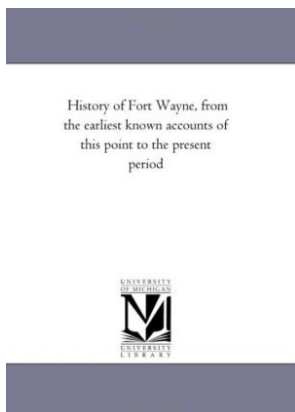 History of Fort Wayne, from
the earliest known accounts of
this point to the present
period
UNIVERSITY
OF MICHIGAN
M
UNIVERSITY
LIBRARY